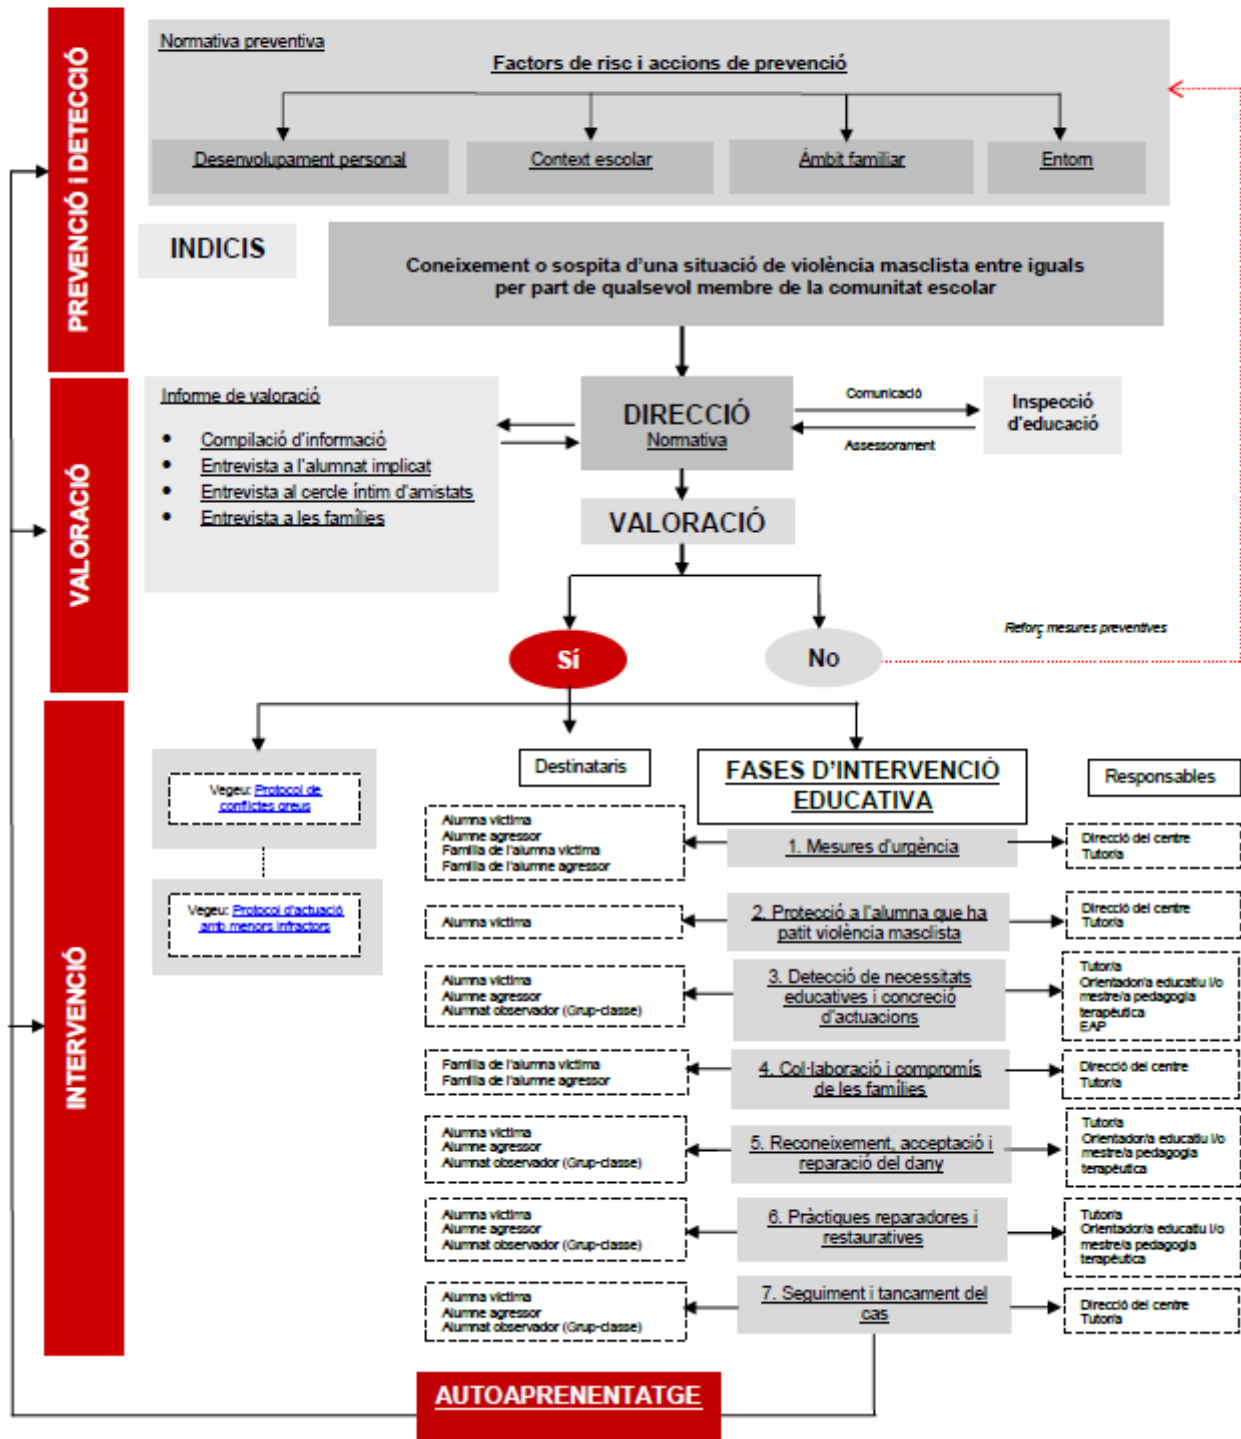 PREVENCIÓ i DETECCIÓ
Normativa preventiva
Factors de risc i accions de prevenció
Desenvolupament personal
Context escolar
Àmbit familiar
Entorn
INDICIS
Coneixement o sospita d'una situació de violència masclista entre iguals
per part de qualsevol membre de la comunitat escolar
VALORACIÓ
Informe de valoració
• Compilació d'informació
• Entrevista a l'alumnat implicat
• Entrevista al cercle íntim d'amistats
• Entrevista a les famílies
DIRECCIÓ
Normativa
Comunicació
Assessorament
Inspecció
d'educació
VALORACIÓ
Sí
No
Reforç mesures preventives
INTERVENCIÓ
Vegeu: Protocol de
conflictes greus
Vegeu: Protocol d'actuació
amb menors infractors
Destinataris
FASES D'INTERVENCIÓ
EDUCATIVA
Responsables
Alumna víctima
Alumne agressor
Família de l'alumna víctima
Família de l'alumne agressor
1. Mesures d'urgència
Direcció del centre
Tutor/a
Alumna víctima
2. Protecció a l'alumna que ha
patit violència masclista
Direcció del centre
Tutor/a
Alumna víctima
Alumne agressor
Alumnat observador (Grup-classe)
3. Detecció de necessitats
educatives i concreció
d'actuacions
Tutor/a
Orientador/a educatiu i/o
mestre/a pedagogia
terapèutica
EAP
Família de l'alumna víctima
Família de l'alumne agressor
4. Col·laboració i compromís
de les famílies
Direcció del centre
Tutor/a
Alumna víctima
Alumne agressor
Alumnat observador (Grup-classe)
5. Reconeixement, acceptació i
reparació del dany
Tutor/a
Orientador/a educatiu i/o
mestre/a pedagogia
terapèutica
Alumna víctima
Alumne agressor
Alumnat observador (Grup-classe)
6. Pràctiques reparadores i
restauratives
Tutor/a
Orientador/a educatiu i/o
mestre/a pedagogia
terapèutica
Alumna víctima
Alumne agressor
Alumnat observador (Grup-classe)
7. Seguiment i tancament del
cas
Direcció del centre
Tutor/a
AUTOAPRENENTATGE